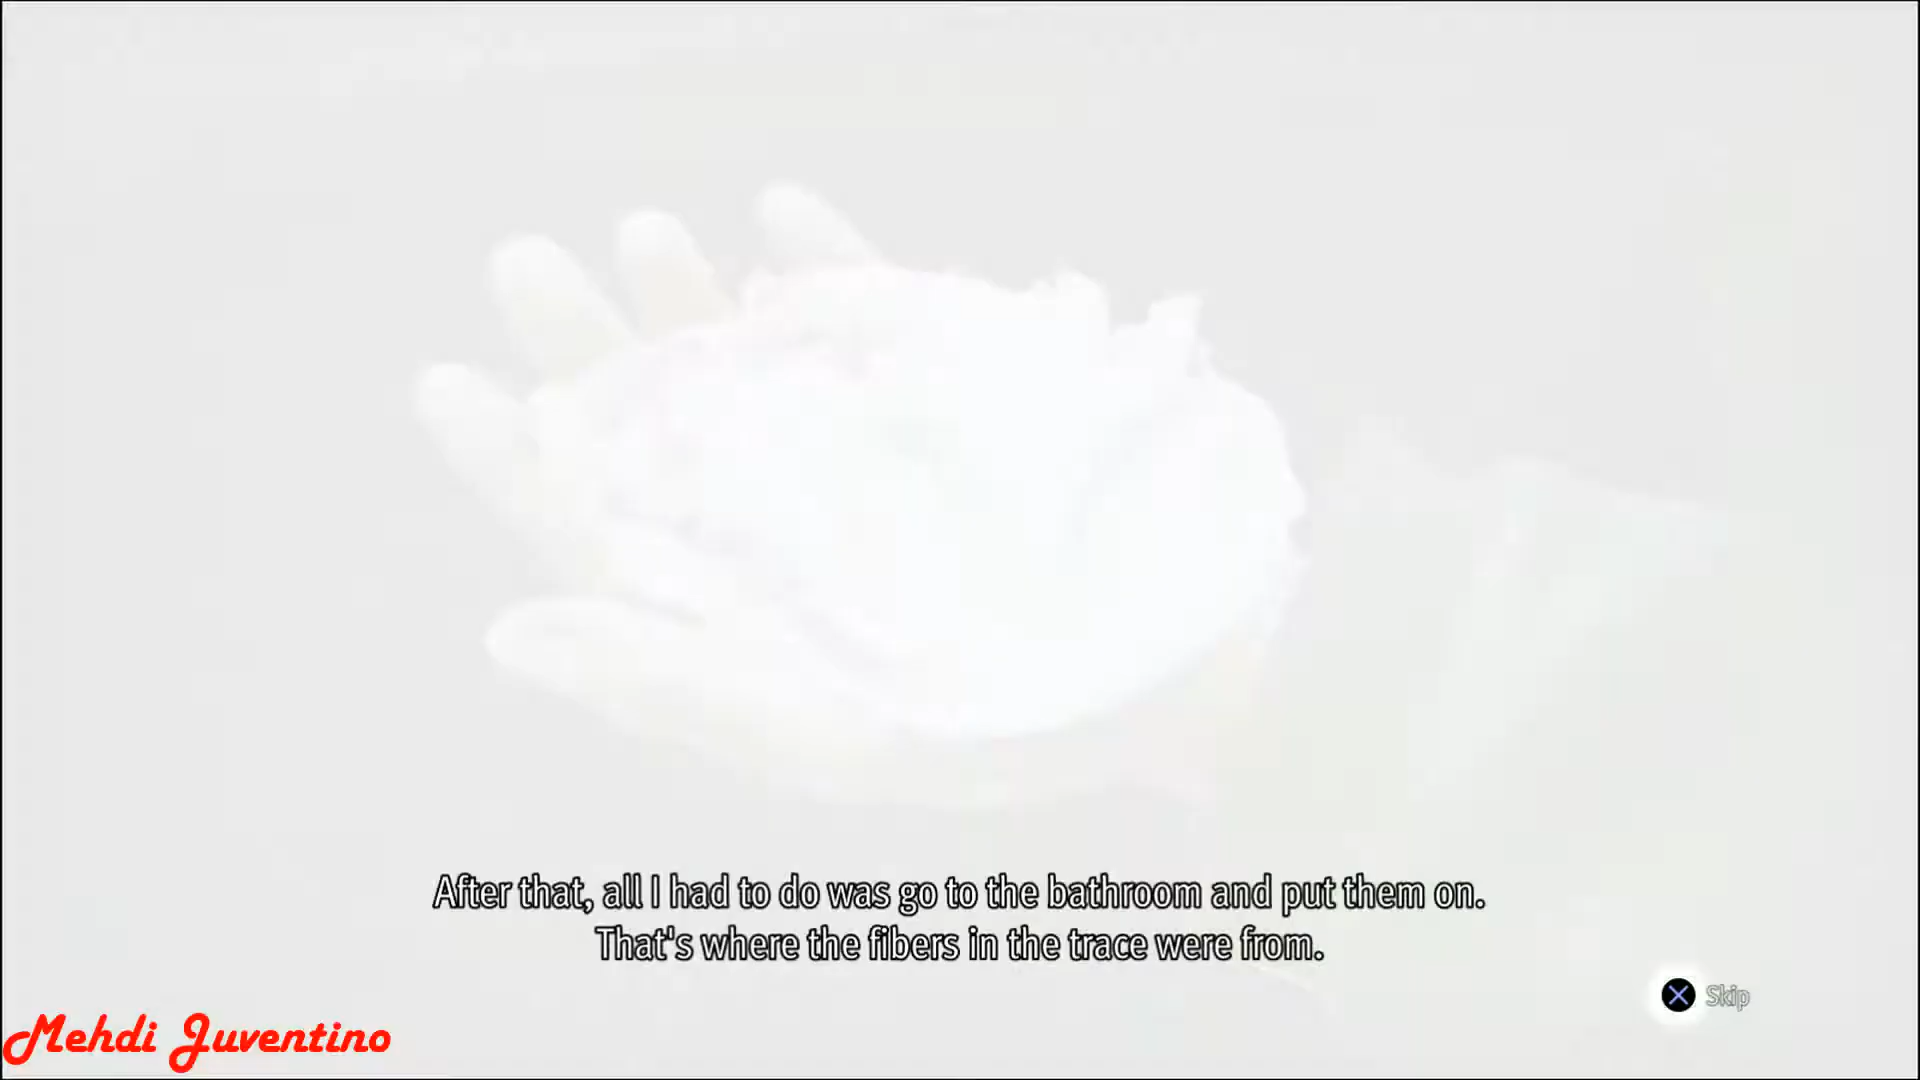 After that, all I had to do was go to the bathroom and put them on.
That's where the fibers in the trace were from.
Skip
Mehdi Juventino